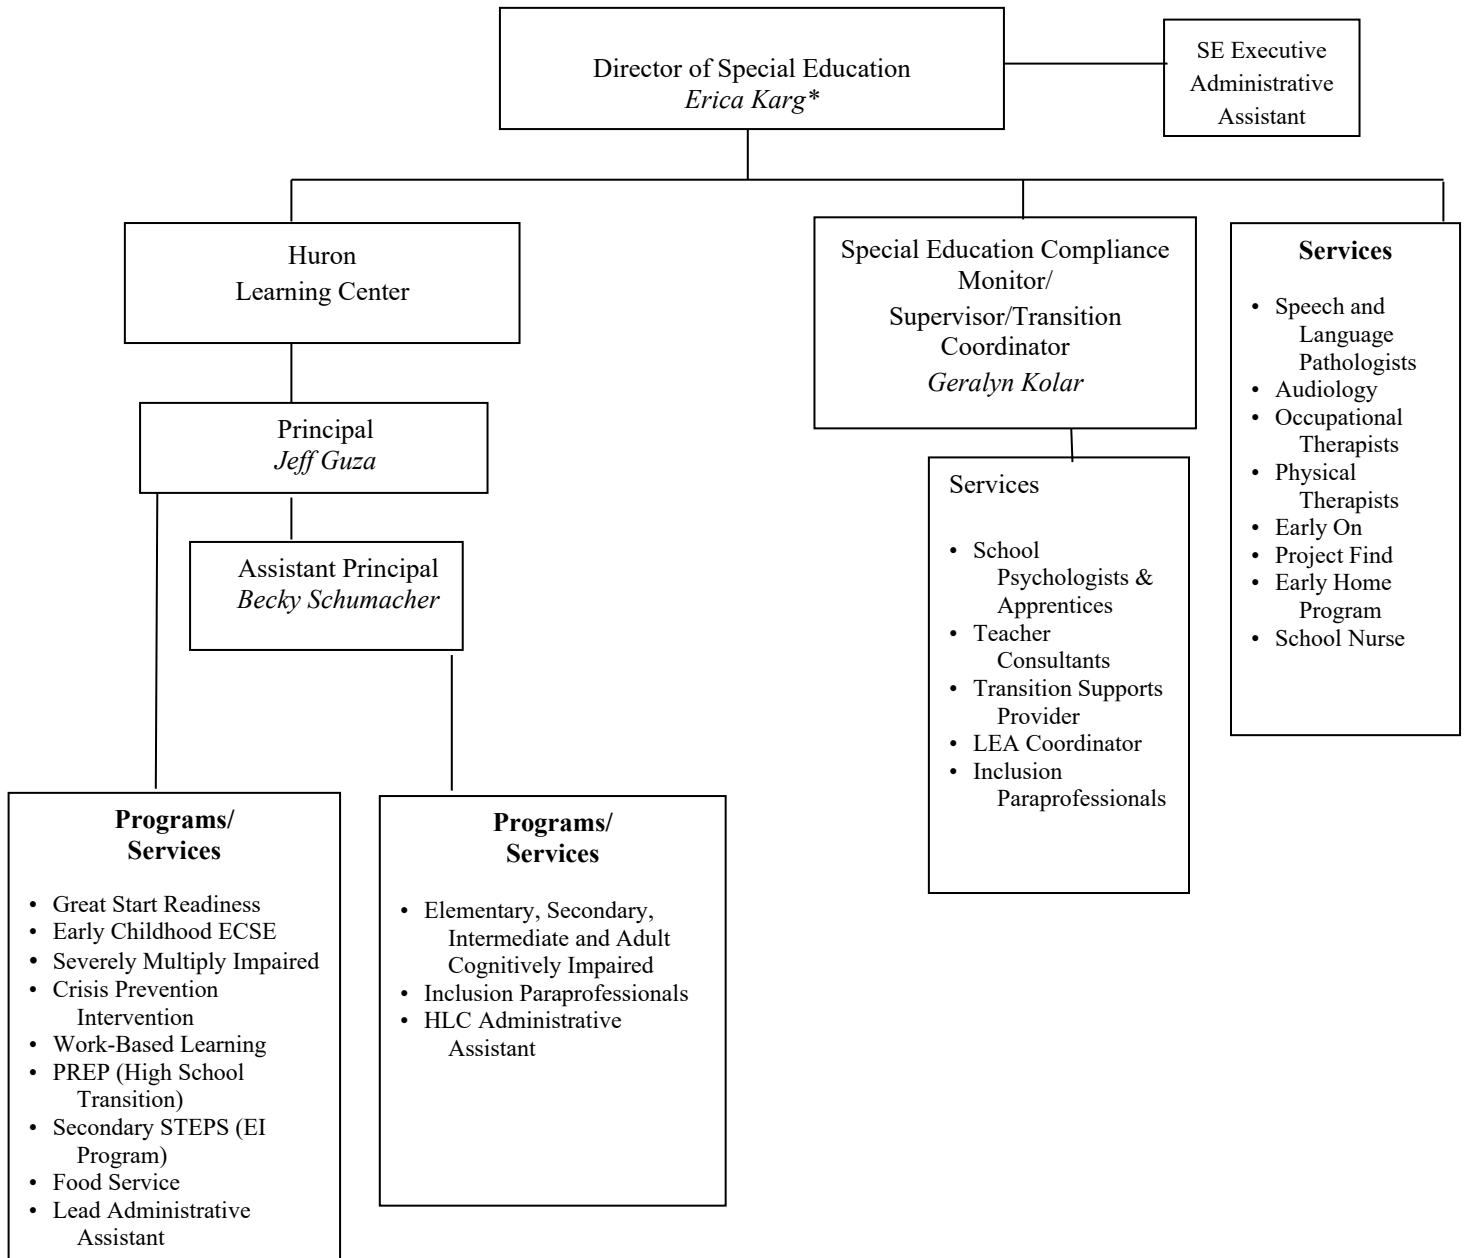 Director of Special Education
Erica Karg*
SE Executive
Administrative
Assistant
Huron
Learning Center
Special Education Compliance
Monitor/
Supervisor/Transition
Coordinator
Geralyn Kolar
Services
• Speech and
Language
Pathologists
• Audiology
• Occupational
Therapists
• Physical
Therapists
• Early On
• Project Find
• Early Home
Program
• School Nurse
Principal
Jeff Guza
Services
• School
Psychologists &
Apprentices
• Teacher
Consultants
• Transition Supports
Provider
• LEA Coordinator
• Inclusion
Paraprofessionals
Assistant Principal
Becky Schumacher
Programs/
Services
• Great Start Readiness
• Early Childhood ECSE
• Severely Multiply Impaired
• Crisis Prevention
Intervention
• Work-Based Learning
• PREP (High School
Transition)
• Secondary STEPS (EI
Program)
• Food Service
• Lead Administrative
Assistant
Programs/
Services
• Elementary, Secondary,
Intermediate and Adult
Cognitively Impaired
• Inclusion Paraprofessionals
• HLC Administrative
Assistant